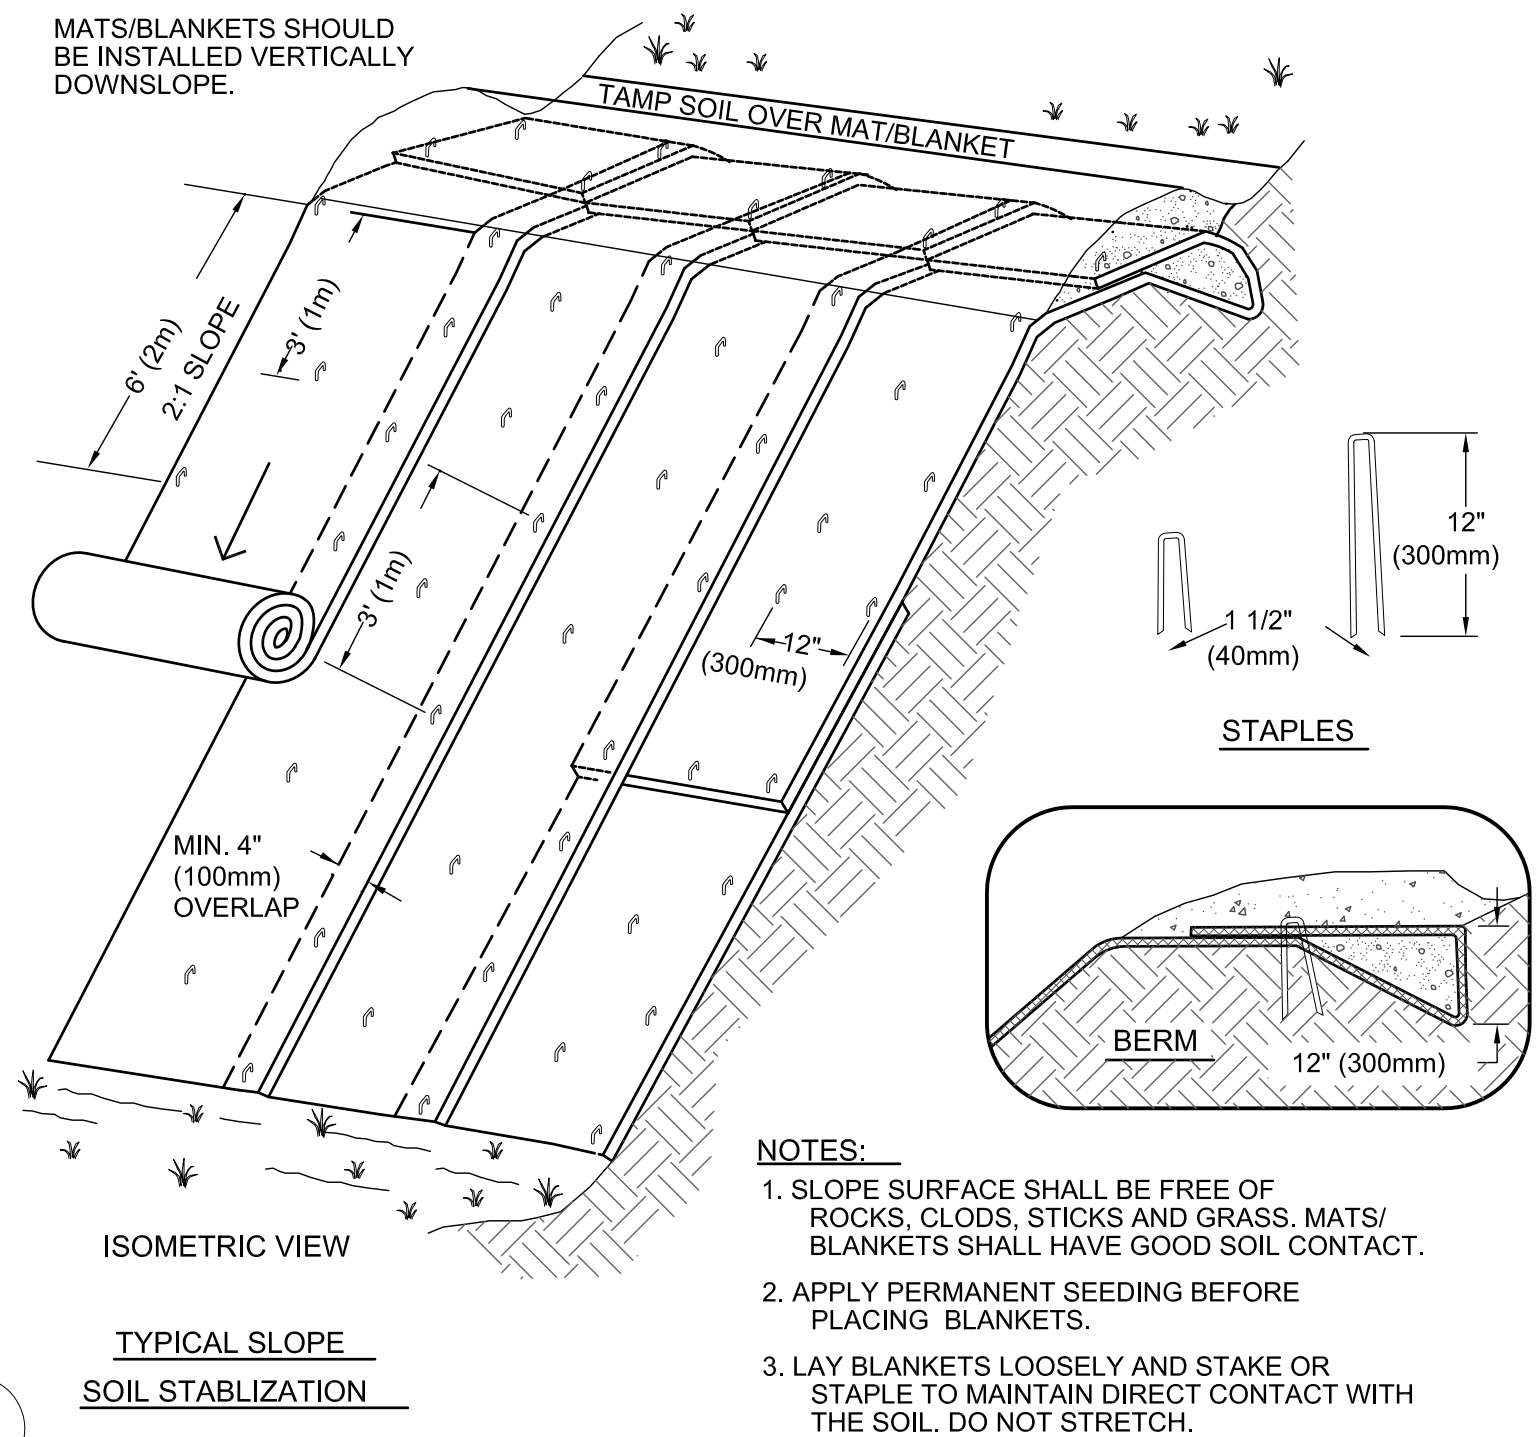 MATS/BLANKETS SHOULD
BE INSTALLED VERTICALLY
DOWNSLOPE.
TAMP SOIL OVER MAT/BLANKET
6' (2m)
2:1 SLOPE
3' (1m)
3' (1m)
12"
(300mm)
MIN. 4"
(100mm)
OVERLAP
12"
(300mm)
1 1/2"
(40mm)
STAPLES
BERM
12" (300mm)
ISOMETRIC VIEW
TYPICAL SLOPE
SOIL STABLIZATION
NOTES:
1. SLOPE SURFACE SHALL BE FREE OF
ROCKS, CLODS, STICKS AND GRASS. MATS/
BLANKETS SHALL HAVE GOOD SOIL CONTACT.
2. APPLY PERMANENT SEEDING BEFORE
PLACING BLANKETS.
3. LAY BLANKETS LOOSELY AND STAKE OR
STAPLE TO MAINTAIN DIRECT CONTACT WITH
THE SOIL. DO NOT STRETCH.